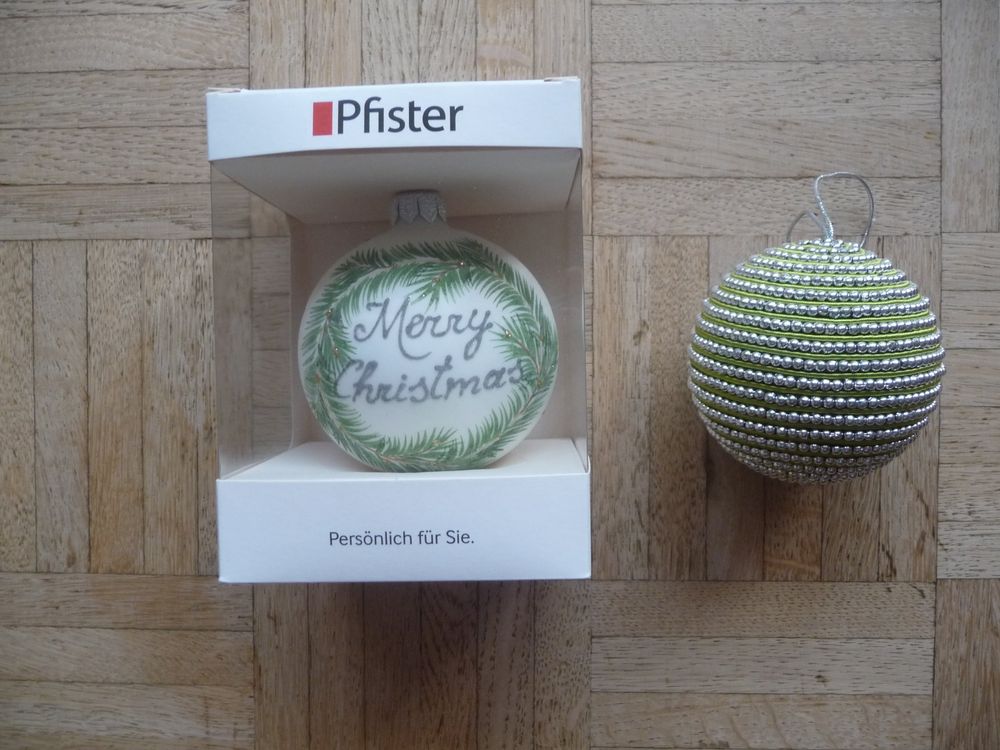 Pfister
Merry
Christmas
Persönlich für Sie.